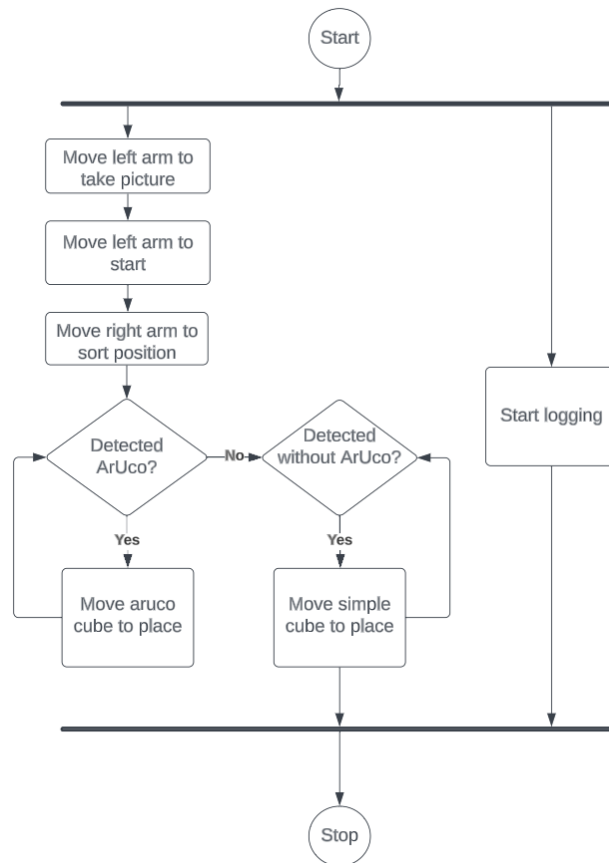 Start
Move left arm to
take picture
Move left arm to
start
Move right arm to
sort position
Start logging
Detected
ArUco?
No
Detected
without ArUco?
Yes
Yes
Move aruco
cube to place
Move simple
cube to place
Stop